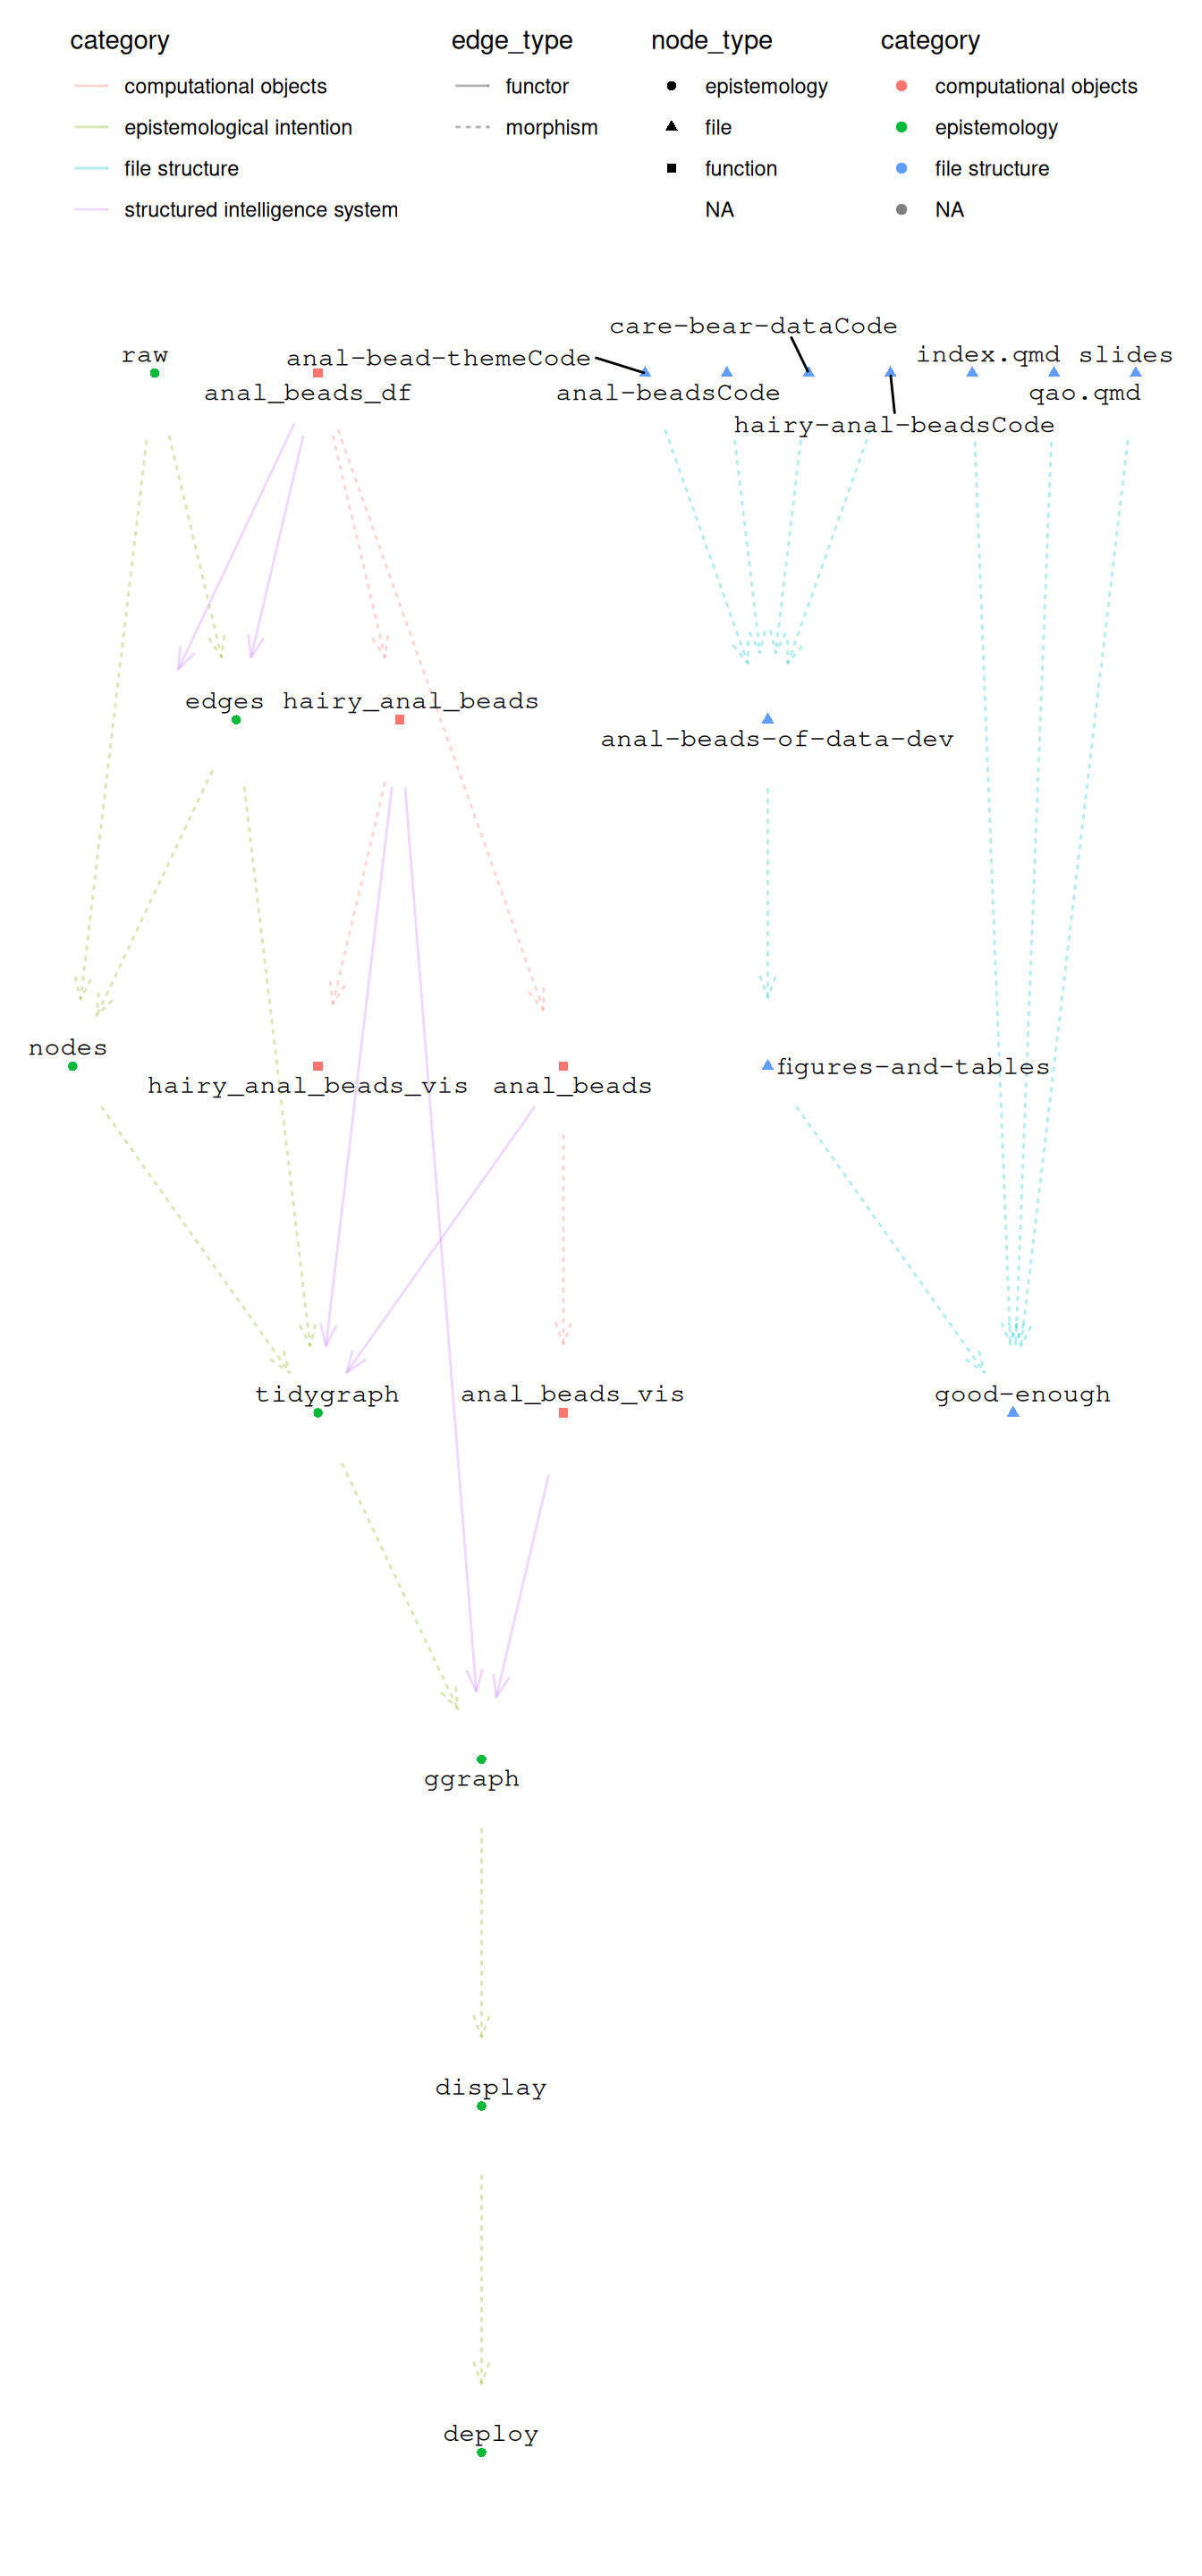 category edge_type node_type category
computational objects functor epistemology computational objects
epistemological intention morphism file epistemology
file structure function file structure
structured intelligence system NA NA
care-bear-dataCode
raw anal-bead-themeCode index.qmd slides
anal_beads_df anal-beadsCode qao.qmd
hairy-anal-beadsCode
edges hairy_anal_beads
anal-beads-of-data-dev
nodes
figures-and-tables
hairy_anal_beads_vis anal_beads
tidygraph anal_beads_vis good-enough
ggraph
display
deploy